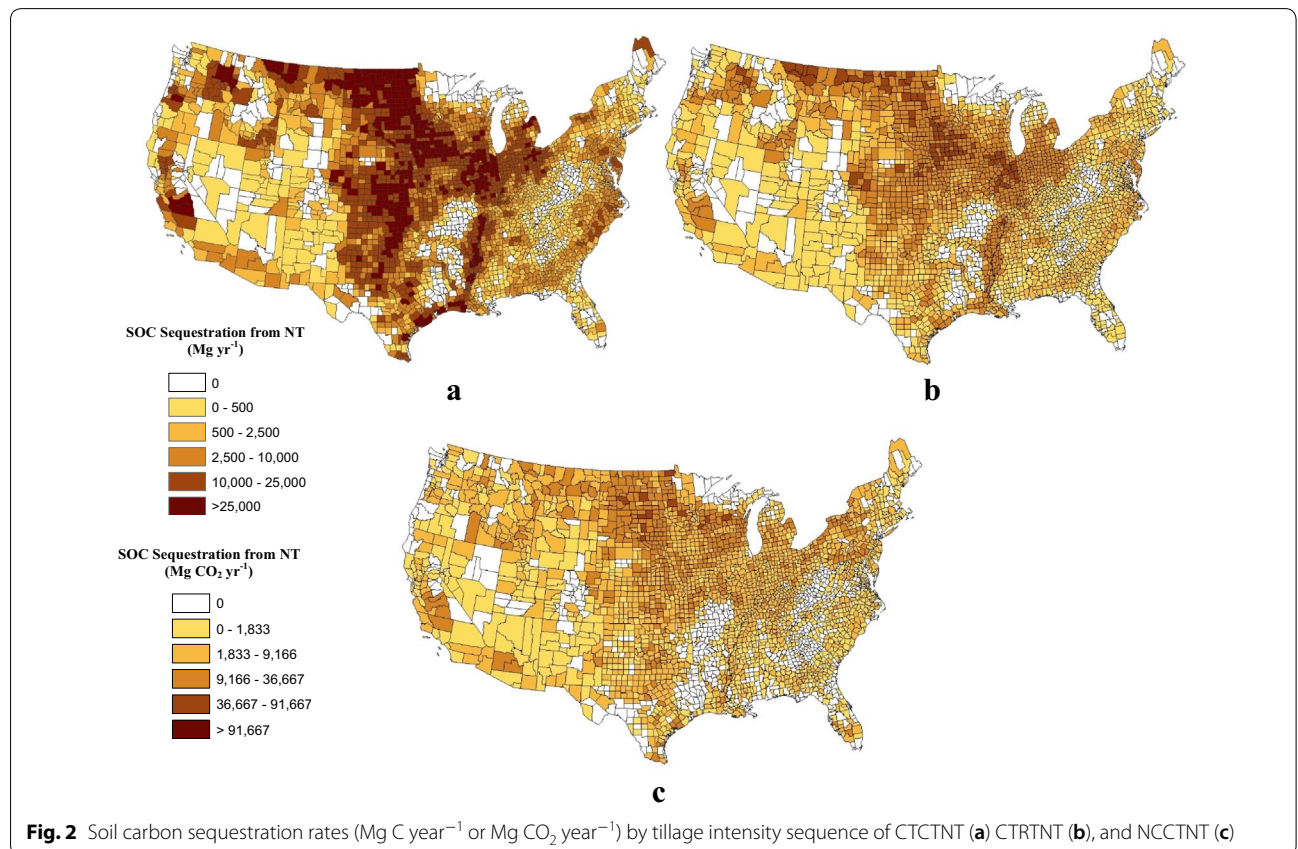 a
b
SOC Sequestration from NT
(Mg yr⁻¹)
0
0 - 500
500 - 2,500
2,500 - 10,000
10,000 - 25,000
>25,000
SOC Sequestration from NT
(Mg CO₂ yr⁻¹)
0
0 - 1,833
1,833 - 9,166
9,166 - 36,667
36,667 - 91,667
> 91,667
c
Fig. 2 Soil carbon sequestration rates (Mg C year⁻¹ or Mg CO₂ year⁻¹) by tillage intensity sequence of CTCTNT (a) CTRTNT (b), and NCCTNT (c)